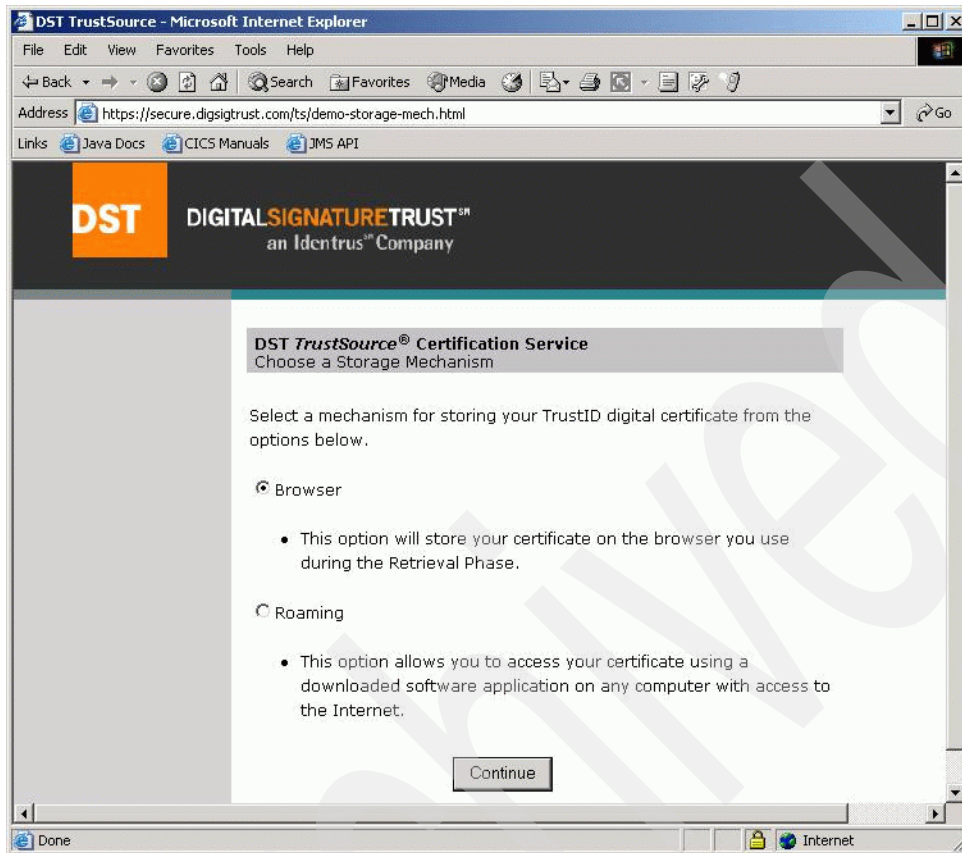 DST TrustSource - Microsoft Internet Explorer
File Edit View Favorites Tools Help
Back Search Favorites Media
Address https://secure.digsigtrust.com/ts/demo-storage-mech.html Go
Links Java Docs CICS Manuals JMS API
DST DIGITALSIGNATURETRUST℠
an Identrus℠ Company
DST TrustSource® Certification Service
Choose a Storage Mechanism
Select a mechanism for storing your TrustID digital certificate from the
options below.
Browser
• This option will store your certificate on the browser you use
during the Retrieval Phase.
Roaming
• This option allows you to access your certificate using a
downloaded software application on any computer with access to
the Internet.
Continue
Done Internet